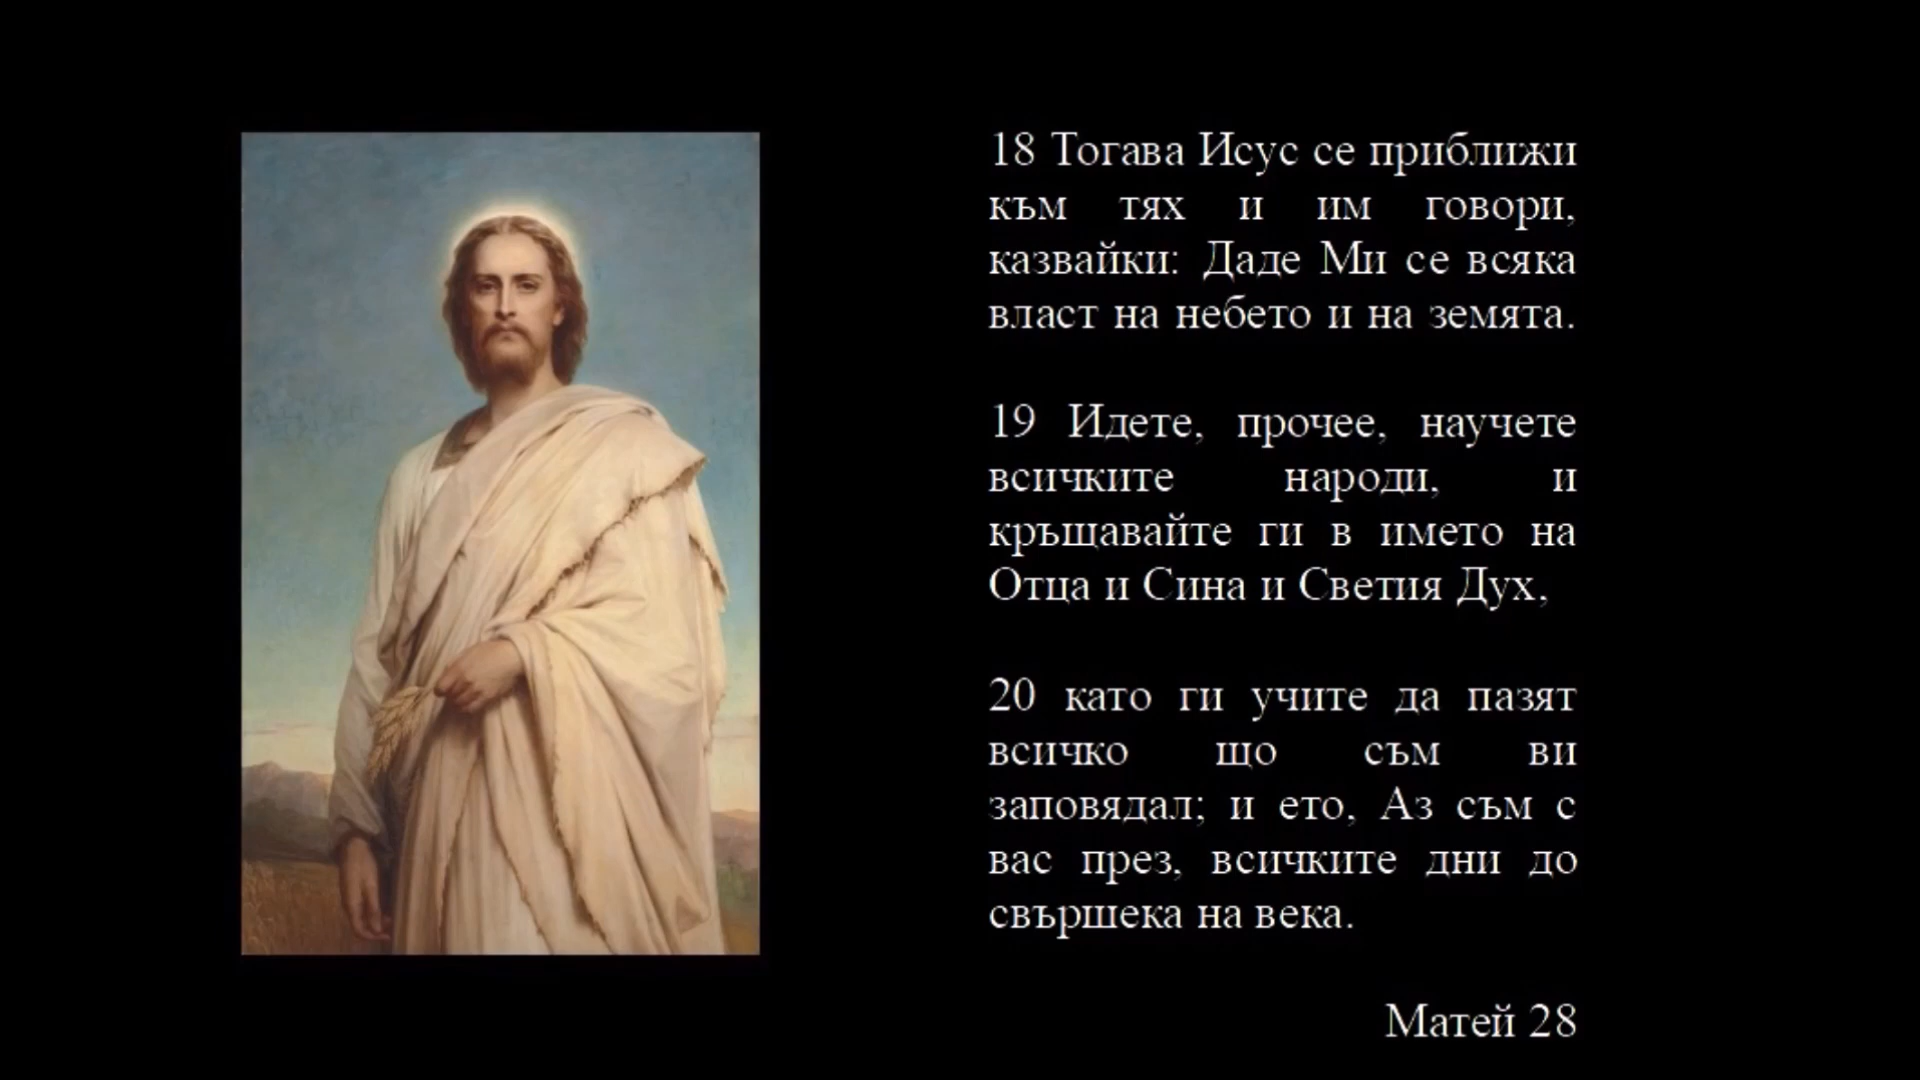 18 Тогава Исус се приближи
към тях и им говори,
казвайки: Даде Ми се всяка
власт на небето и на земята.
19 Идете, прочее, научете
всичките народи, и
кръщавайте ги в името на
Отца и Сина и Светия Дух,
20 като ги учите да пазят
всичко що съм ви
заповядал; и ето, Аз съм с
вас през, всичките дни до
свършека на века.
Матей 28